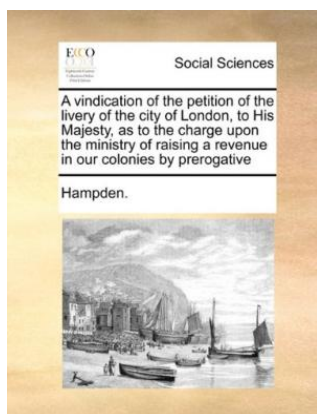 ECCO
Social Sciences
A vindication of the petition of the
livery of the city of London, to His
Majesty, as to the charge upon
the ministry of raising a revenue
in our colonies by prerogative
Hampden.